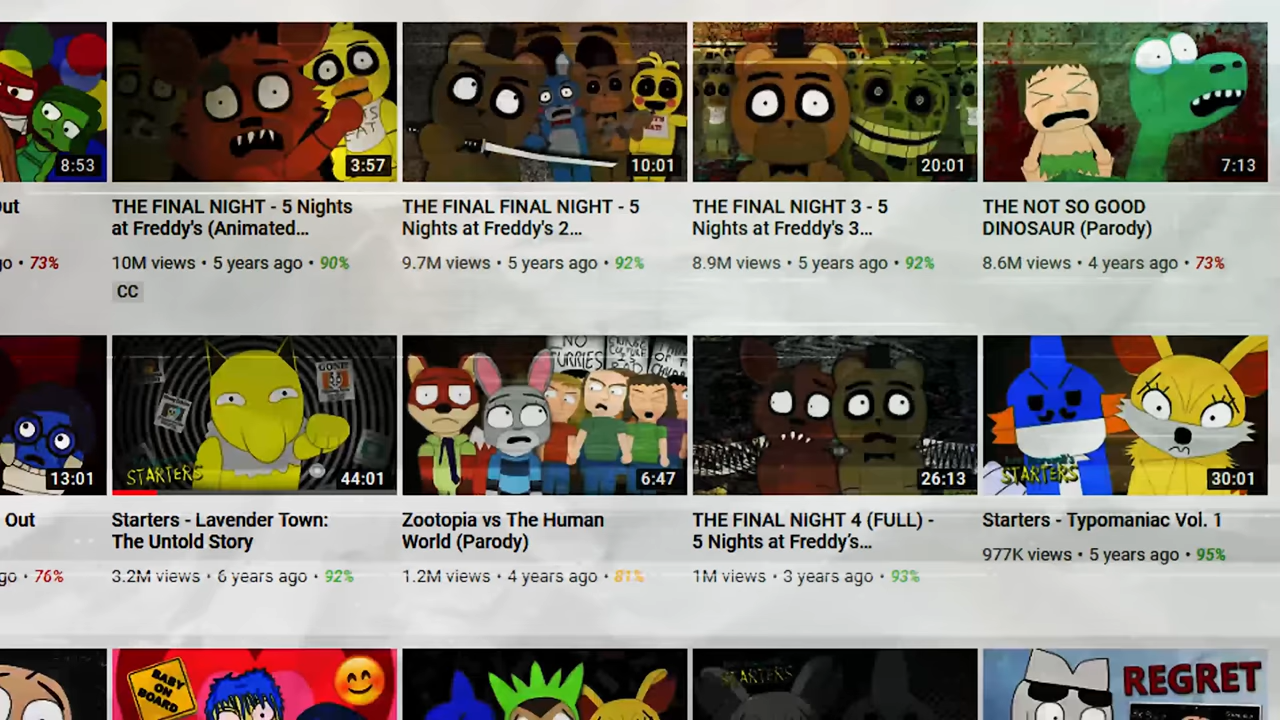 8:53
3:57
10:01
20:01
7:13
Out
THE FINAL NIGHT - 5 Nights
at Freddy's (Animated...
THE FINAL FINAL NIGHT - 5
Nights at Freddy's 2...
THE FINAL NIGHT 3 - 5
Nights at Freddy's 3...
THE NOT SO GOOD
DINOSAUR (Parody)
go • 73%
10M views • 5 years ago • 90%
9.7M views • 5 years ago • 92%
8.9M views • 5 years ago • 92%
8.6M views • 4 years ago • 73%
CC
GONE!
NO
FURRIES
STARTERS
STARTERS
13:01
44:01
6:47
26:13
30:01
Out
Starters - Lavender Town:
The Untold Story
Zootopia vs The Human
World (Parody)
THE FINAL NIGHT 4 (FULL) -
5 Nights at Freddy's...
Starters - Typomaniac Vol. 1
go • 76%
3.2M views • 6 years ago • 92%
1.2M views • 4 years ago • 81%
1M views • 3 years ago • 93%
977K views • 5 years ago • 95%
BABY
ON
BOARD
STARTERS
REGRET